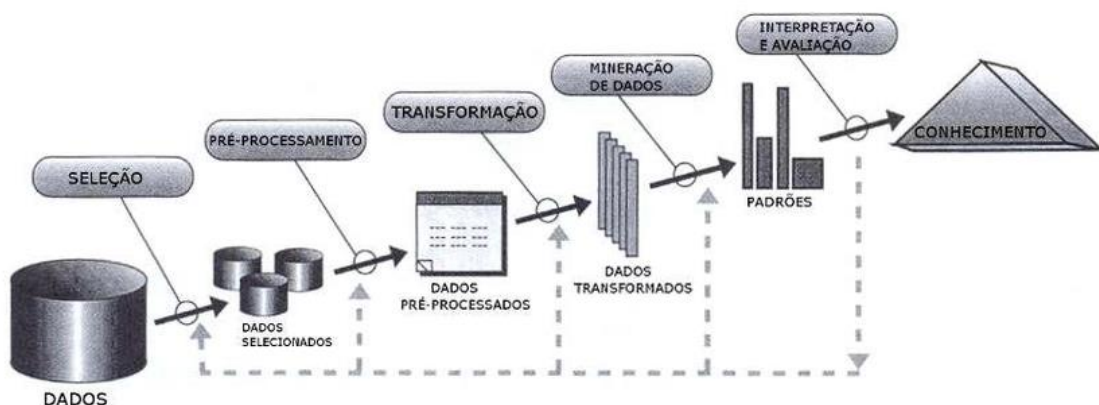 INTERPRETAÇÃO
E AVALIAÇÃO
MINERAÇÃO
DE DADOS
TRANSFORMAÇÃO
PRÉ-PROCESSAMENTO
SELEÇÃO
CONHECIMENTO
PADRÕES
DADOS
TRANSFORMADOS
DADOS
PRÉ-PROCESSADOS
DADOS
SELECIONADOS
DADOS